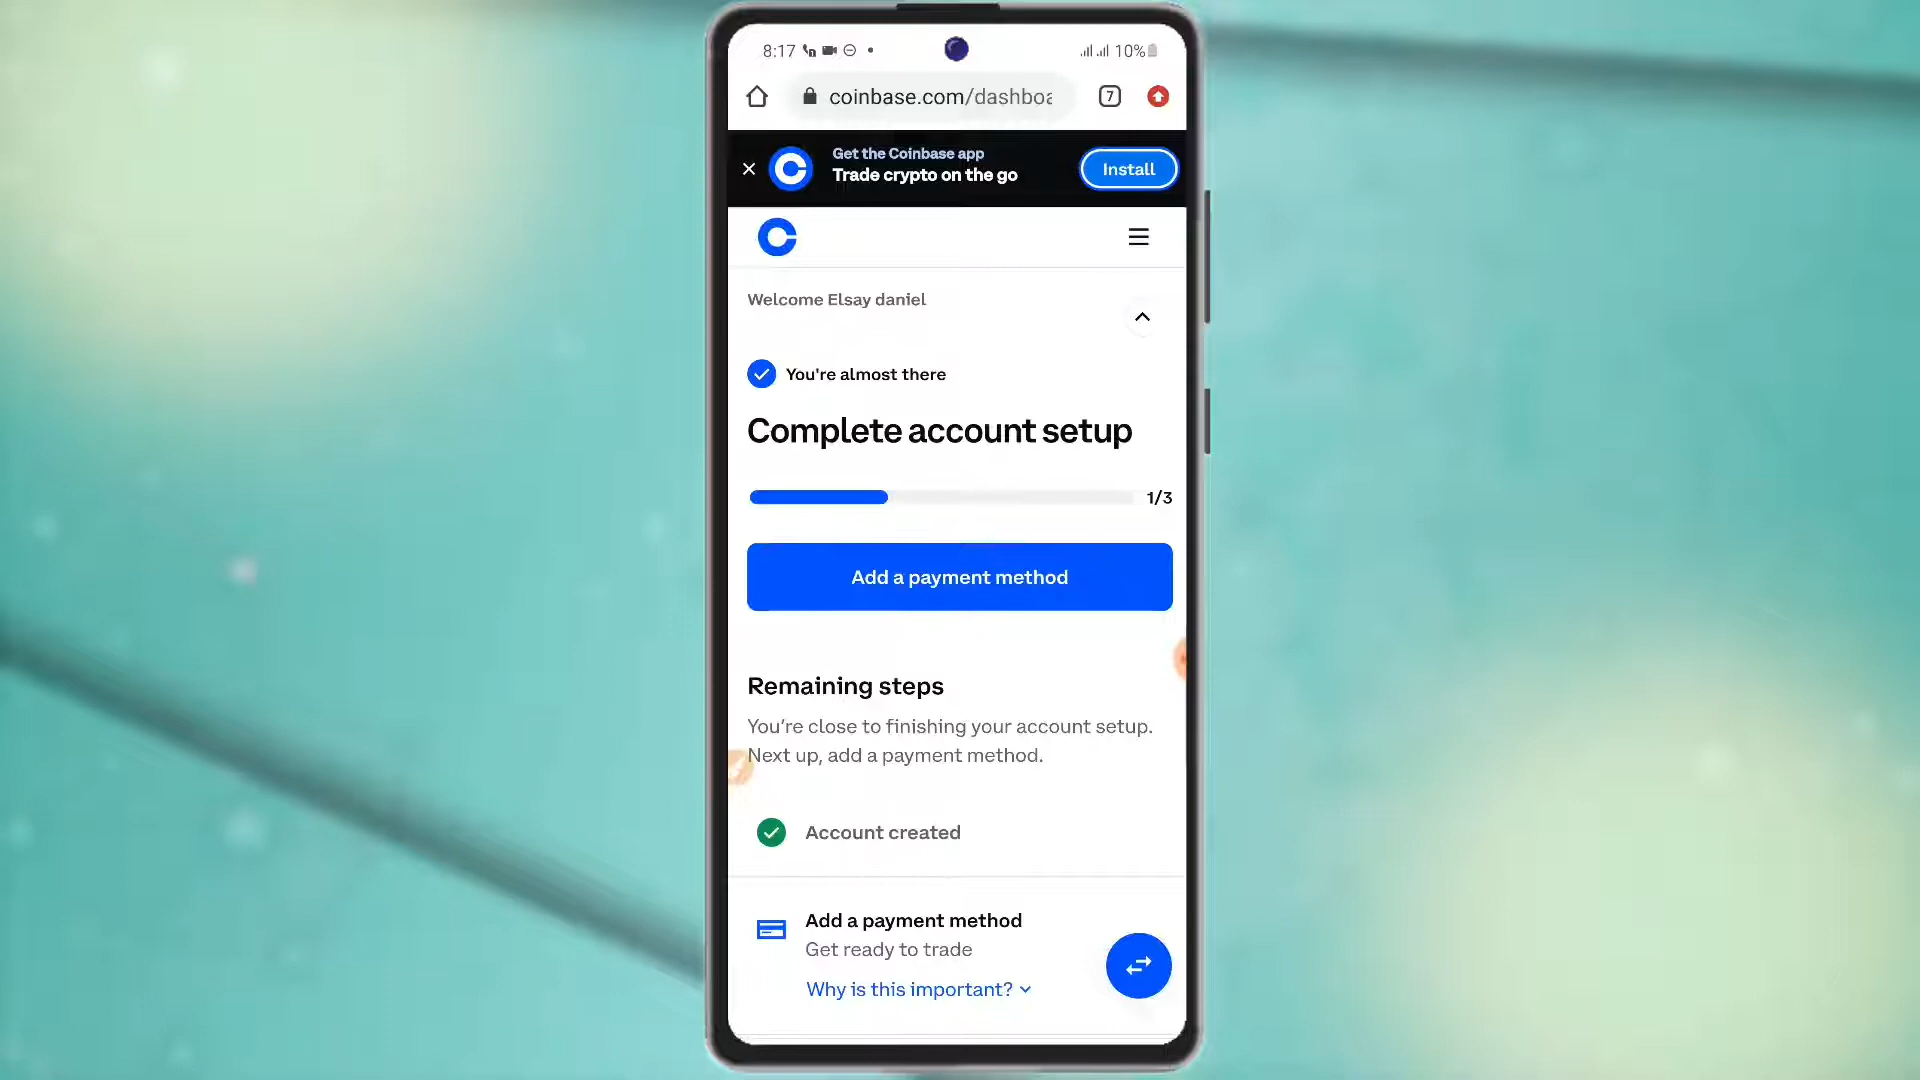 8:17
10%
coinbase.com/dashboa
7
Get the Coinbase app
Trade crypto on the go
Install
Welcome Elsay daniel
You're almost there
Complete account setup
1/3
Add a payment method
Remaining steps
You're close to finishing your account setup.
Next up, add a payment method.
Account created
Add a payment method
Get ready to trade
Why is this important?